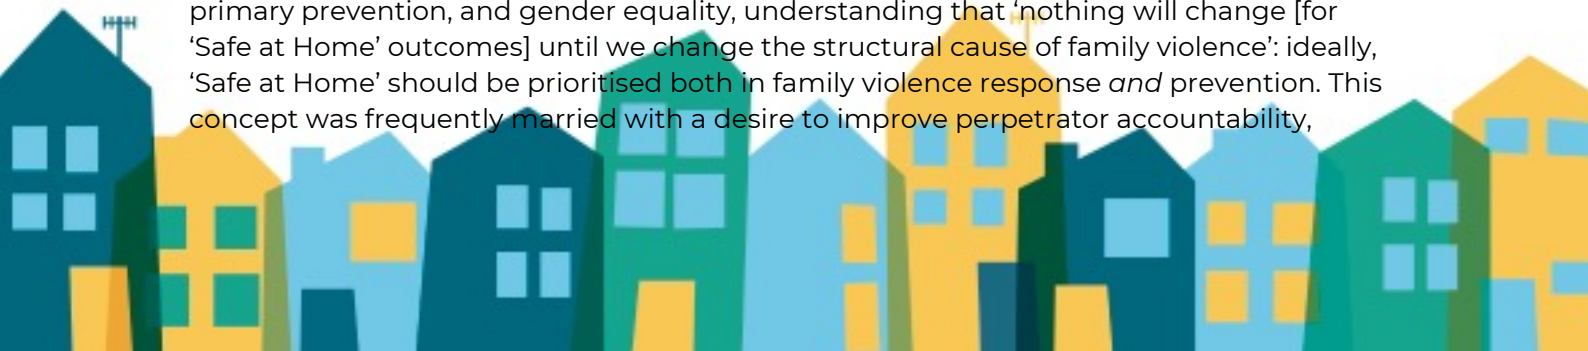 primary prevention, and gender equality, understanding that ‘nothing will change [for
‘Safe at Home’ outcomes] until we change the structural cause of family violence’: ideally,
‘Safe at Home’ should be prioritised both in family violence response and prevention. This
concept was frequently married with a desire to improve perpetrator accountability,